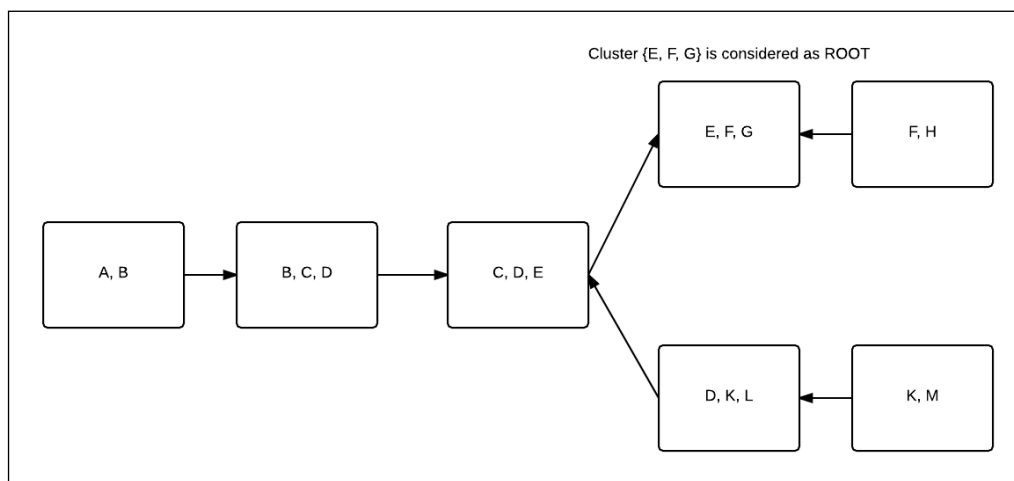 Cluster {E, F, G} is considered as ROOT
E, F, G
F, H
A, B
B, C, D
C, D, E
D, K, L
K, M